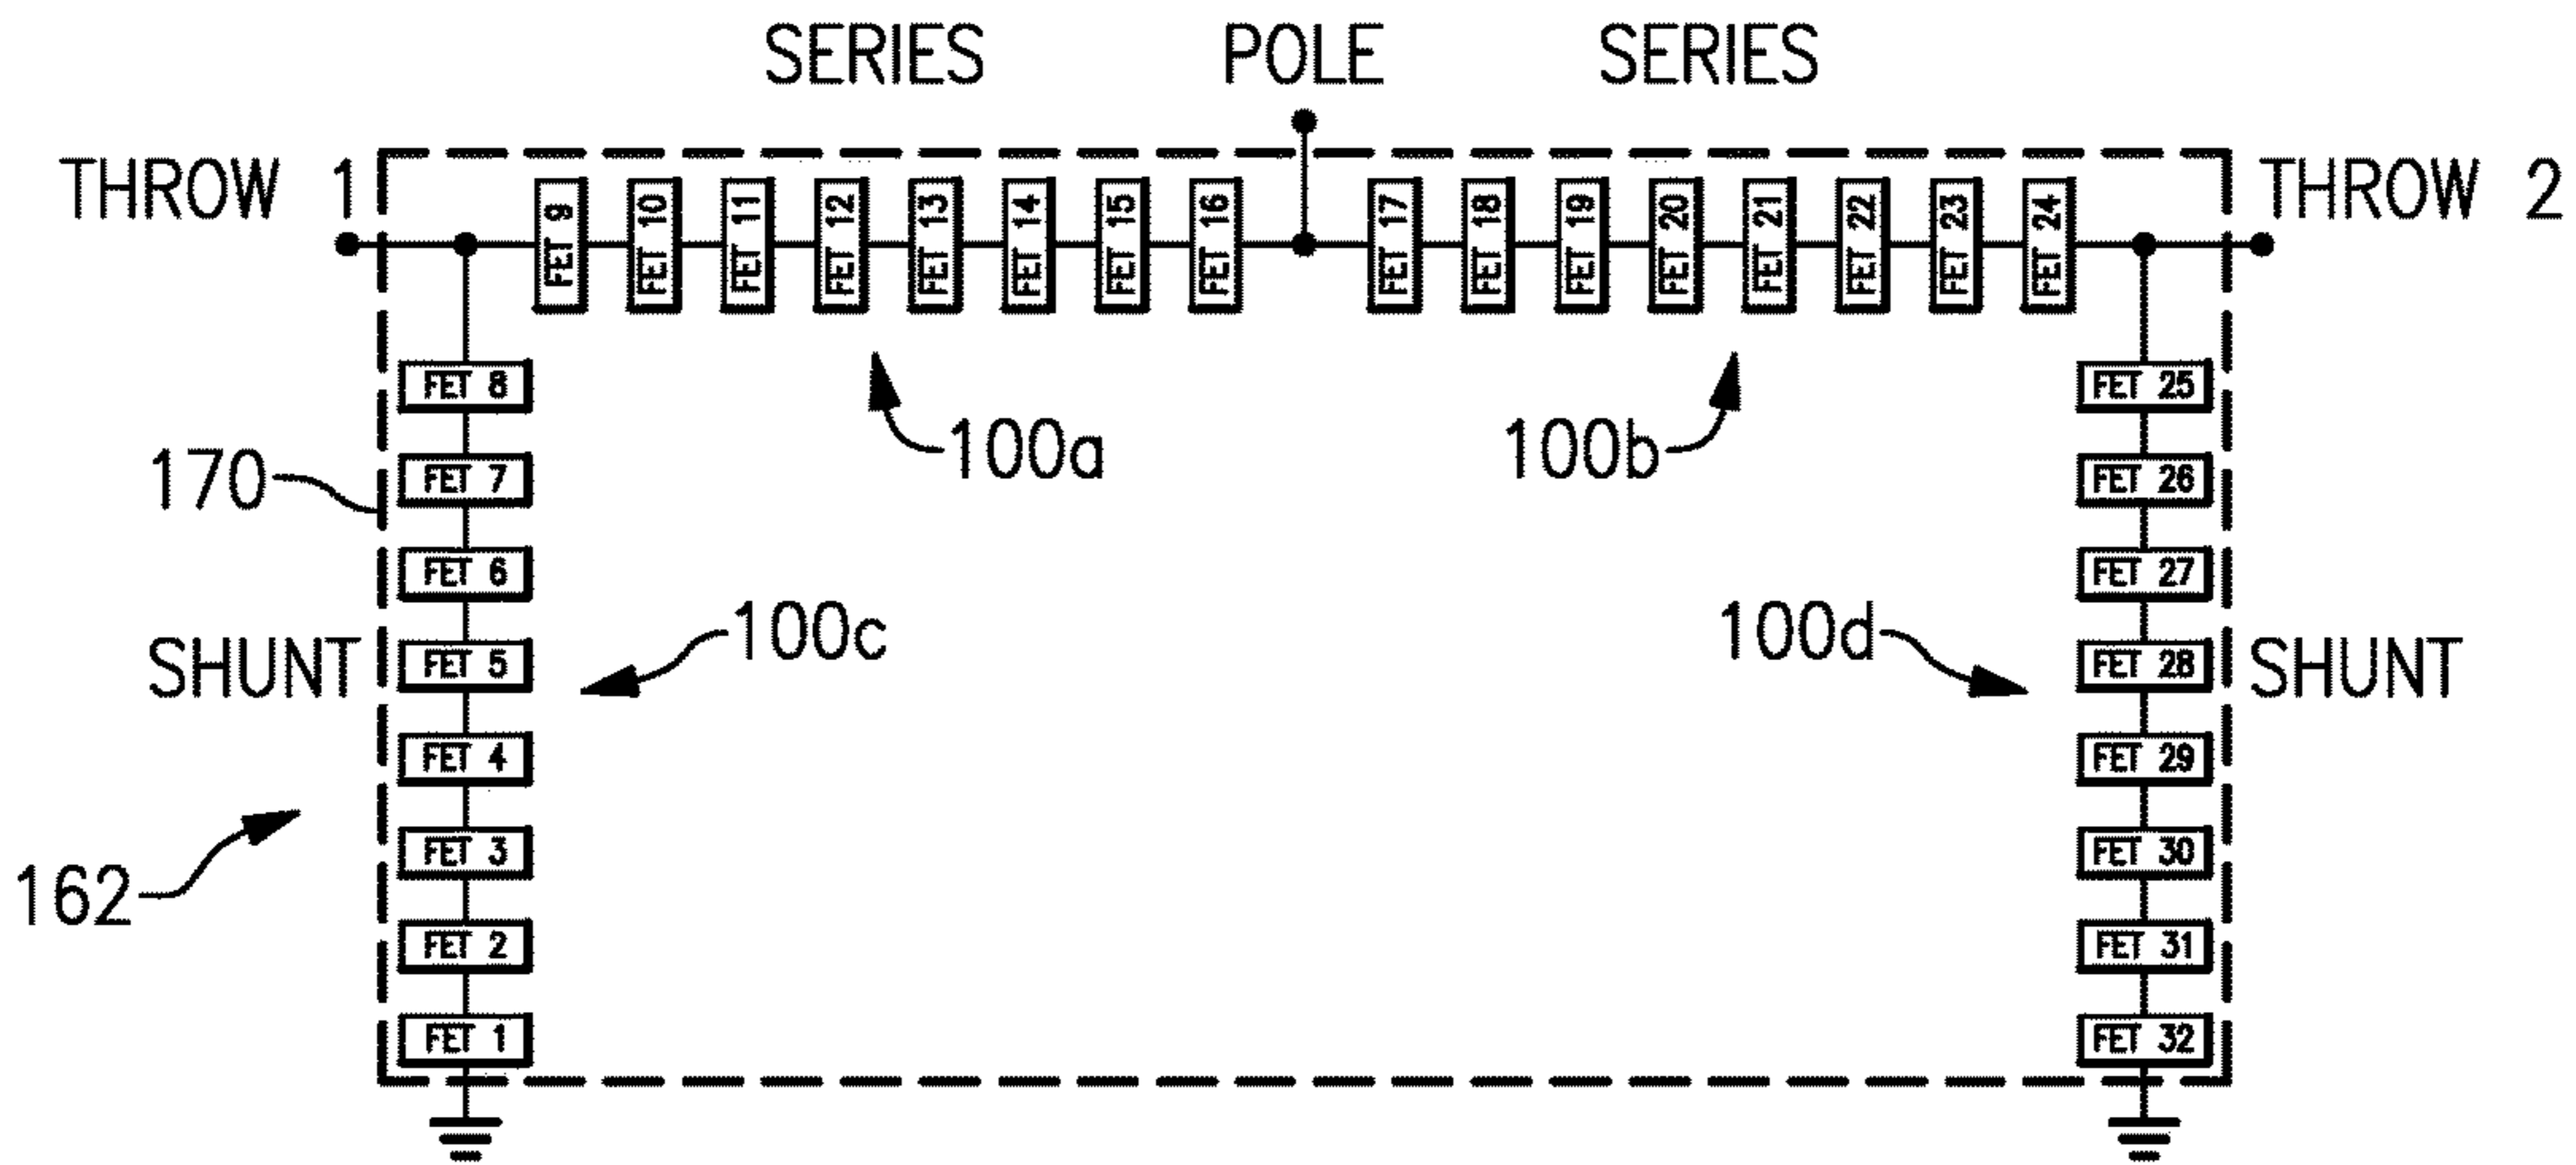 SERIES POLE SERIES
THROW 1 THROW 2
FET 9 FET 10 FET 11 FET 12 FET 13 FET 14 FET 15 FET 16 FET 17 FET 18 FET 19 FET 20 FET 21 FET 22 FET 23 FET 24
FET 8 FET 25
100a 100b
170 FET 7 FET 26
FET 6 FET 27
100c 100d
SHUNT FET 5 FET 28 SHUNT
FET 4 FET 29
FET 3 FET 30
162
FET 2 FET 31
FET 1 FET 32